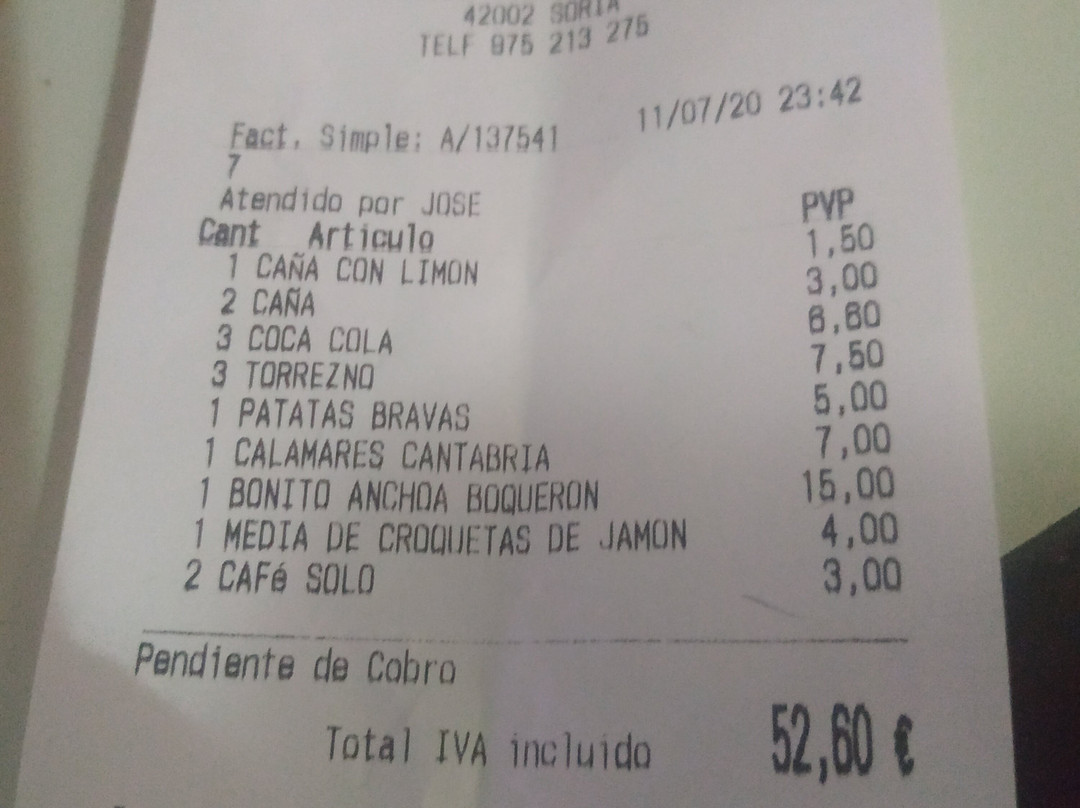 42002 SORIA
TELF 975 213 275
11/07/20 23:42
Fact. Simple: A/137541
7
Atendido por JOSE
Cant Articulo PVP
1 CAÑA CON LIMON 1,50
2 CAÑA 3,00
3 COCA COLA 6,60
3 TORREZNO 7,50
1 PATATAS BRAVAS 5,00
1 CALAMARES CANTABRIA 7,00
1 BONITO ANCHOA BOQUERON 15,00
1 MEDIA DE CROQUETAS DE JAMON 4,00
2 CAFé SOLO 3,00
Pendiente de Cobro
Total IVA incluido 52,60 €